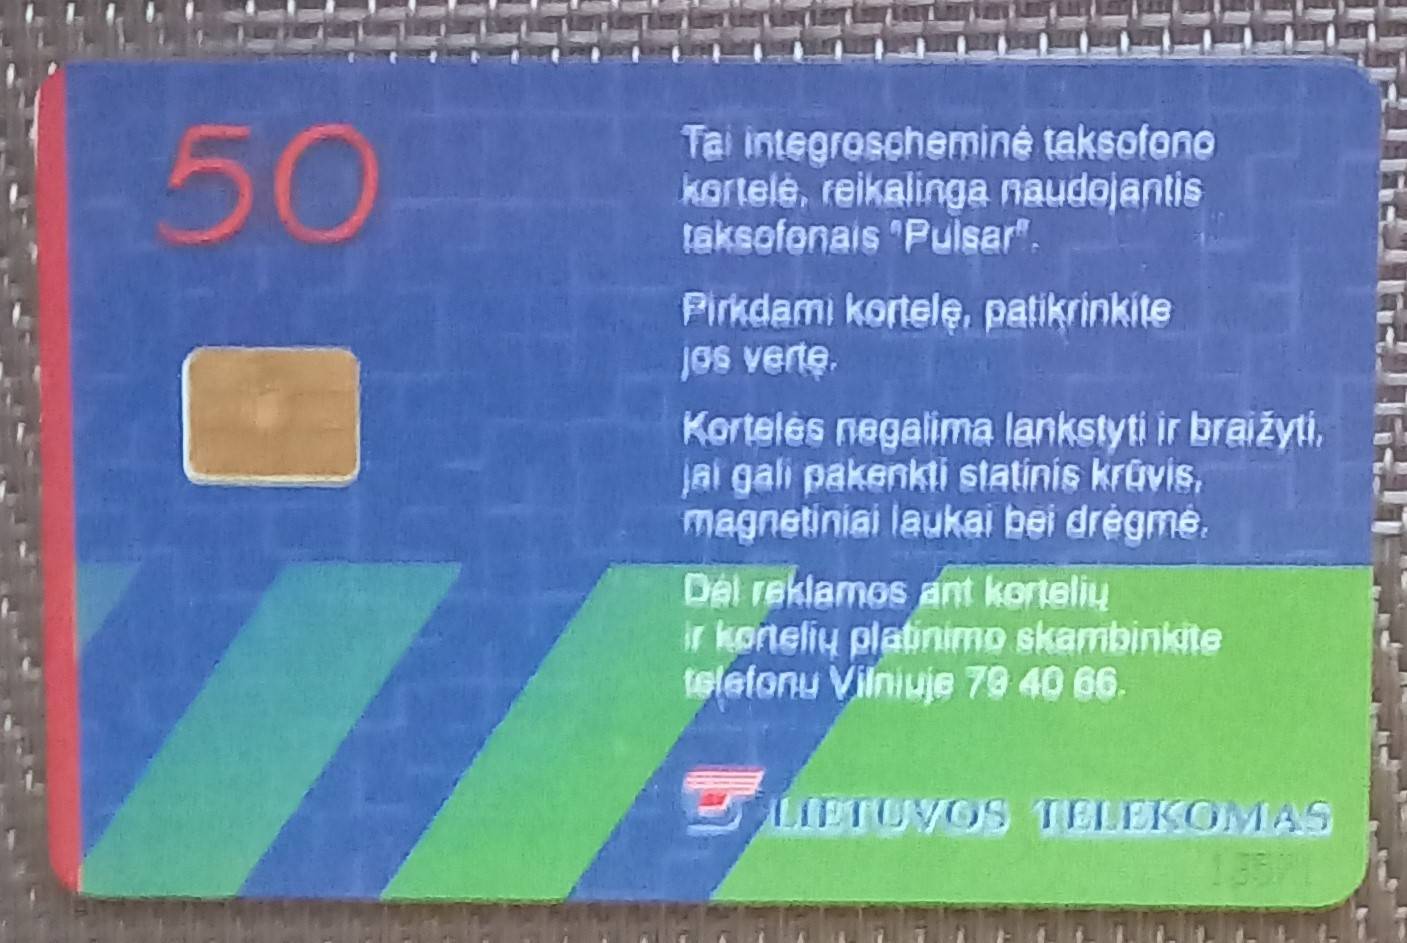 50
Tai integroscheminė taksofono
kortelė, reikalinga naudojantis
taksofonais "Pulsar".
Pirkdami kortelę, patikrinkite
jos vertę.
Kortelės negalima lankstyti ir braižyti,
jai gali pakenkti statinis krūvis,
magnetiniai laukai bei drėgmė.
Dėl reklamos ant kortelių
ir kortelių platinimo skambinkite
telefonu Vilniuje 79 40 66.
LIETUVOS TELEKOMAS